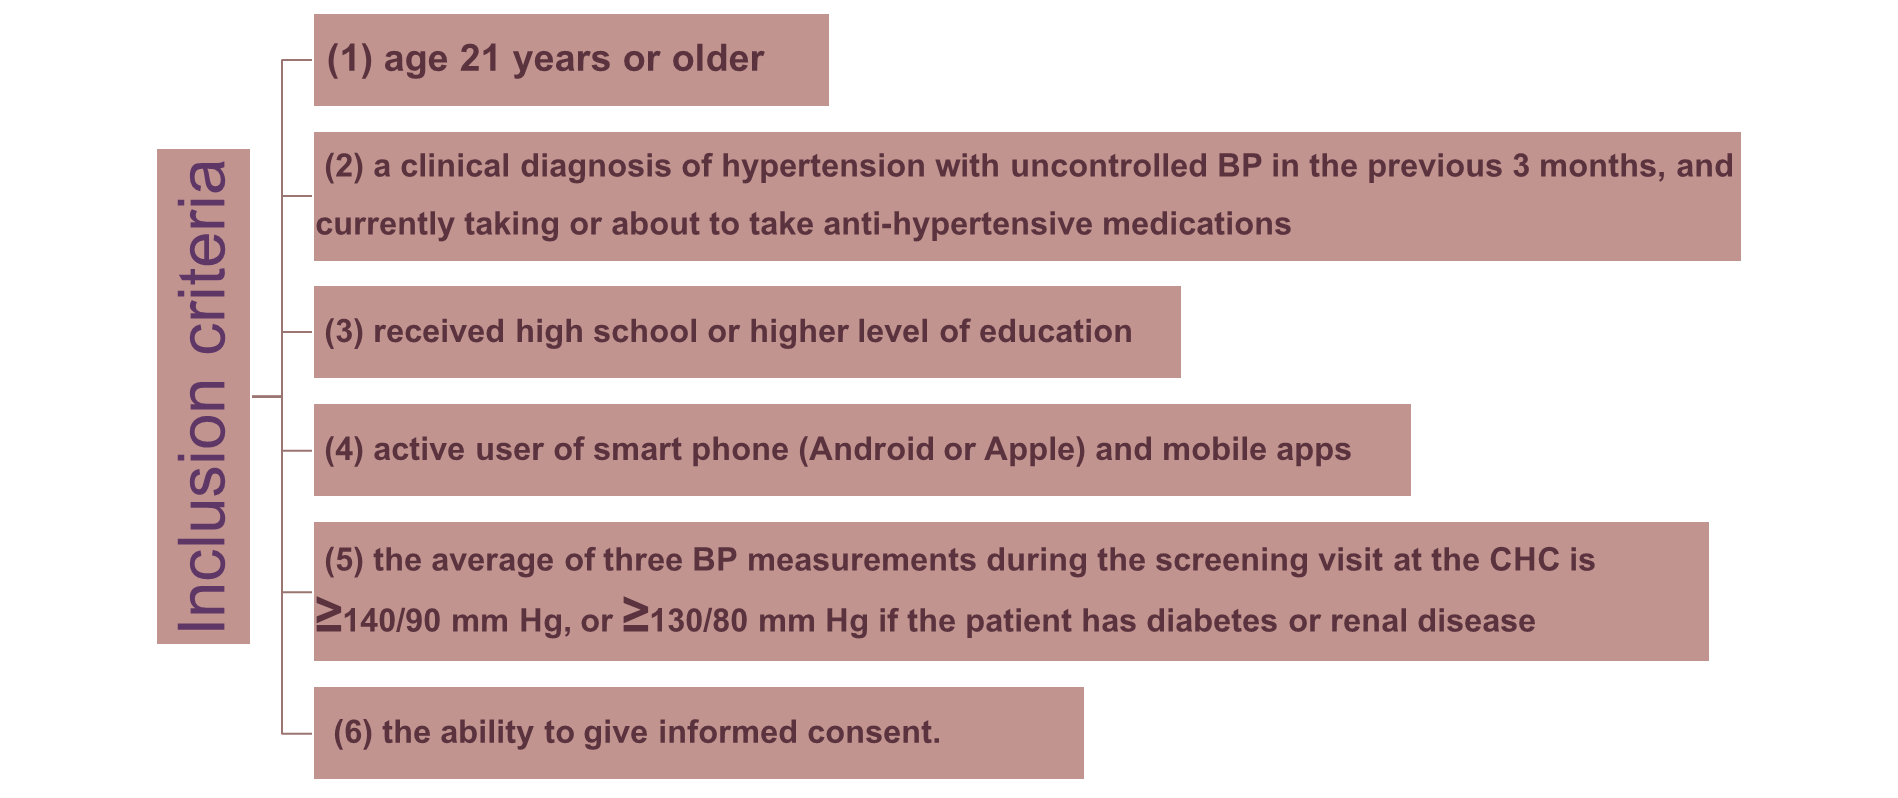 Inclusion criteria
(1) age 21 years or older
(2) a clinical diagnosis of hypertension with uncontrolled BP in the previous 3 months, and
currently taking or about to take anti-hypertensive medications
(3) received high school or higher level of education
(4) active user of smart phone (Android or Apple) and mobile apps
(5) the average of three BP measurements during the screening visit at the CHC is
≥140/90 mm Hg, or ≥130/80 mm Hg if the patient has diabetes or renal disease
(6) the ability to give informed consent.